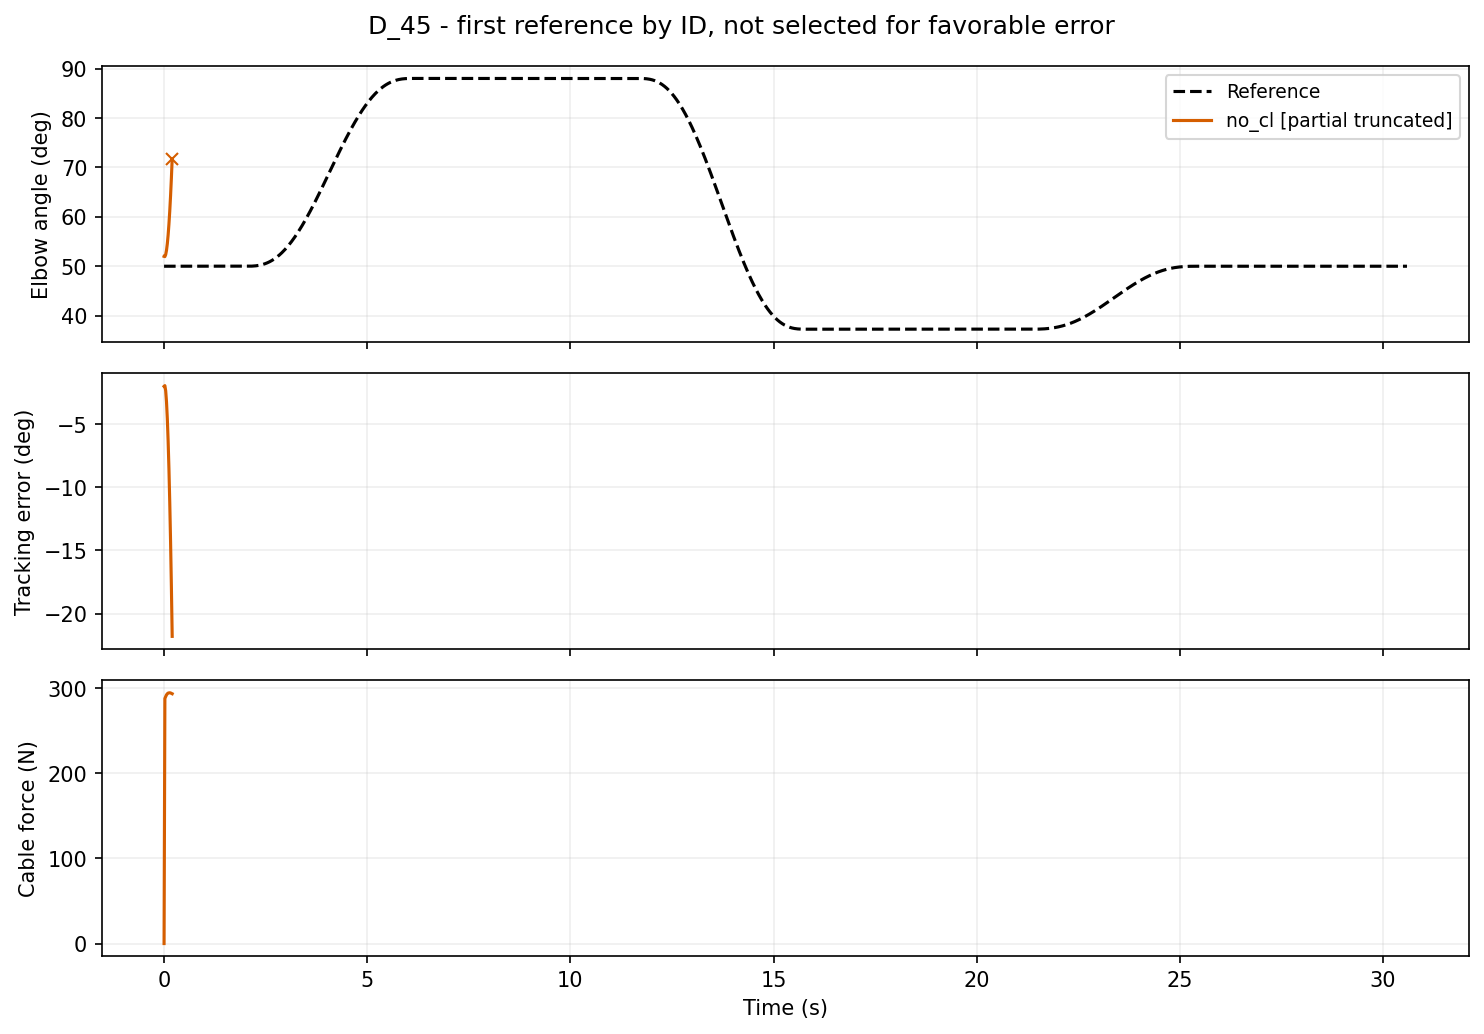 D_45 - first reference by ID, not selected for favorable error
Elbow angle (deg)
90
80
70
60
50
40
Reference
no_cl [partial truncated]
Tracking error (deg)
−5
−10
−15
−20
Cable force (N)
300
200
100
0
0 5 10 15 20 25 30
Time (s)